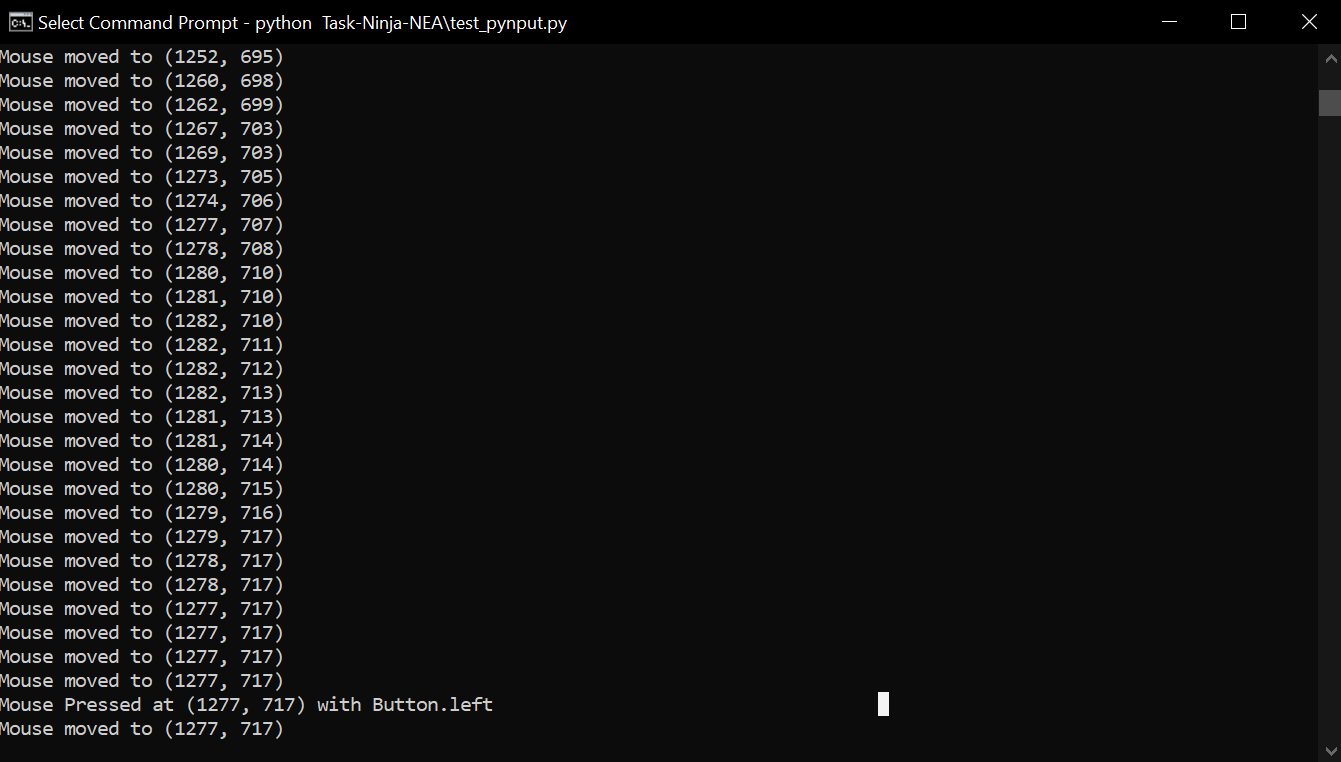 Select Command Prompt - python  Task-Ninja-NEA\test_pynput.py
Mouse moved to (1252, 695)
Mouse moved to (1260, 698)
Mouse moved to (1262, 699)
Mouse moved to (1267, 703)
Mouse moved to (1269, 703)
Mouse moved to (1273, 705)
Mouse moved to (1274, 706)
Mouse moved to (1277, 707)
Mouse moved to (1278, 708)
Mouse moved to (1280, 710)
Mouse moved to (1281, 710)
Mouse moved to (1282, 710)
Mouse moved to (1282, 711)
Mouse moved to (1282, 712)
Mouse moved to (1282, 713)
Mouse moved to (1281, 713)
Mouse moved to (1281, 714)
Mouse moved to (1280, 714)
Mouse moved to (1280, 715)
Mouse moved to (1279, 716)
Mouse moved to (1279, 717)
Mouse moved to (1278, 717)
Mouse moved to (1278, 717)
Mouse moved to (1277, 717)
Mouse moved to (1277, 717)
Mouse moved to (1277, 717)
Mouse moved to (1277, 717)
Mouse Pressed at (1277, 717) with Button.left
Mouse moved to (1277, 717)